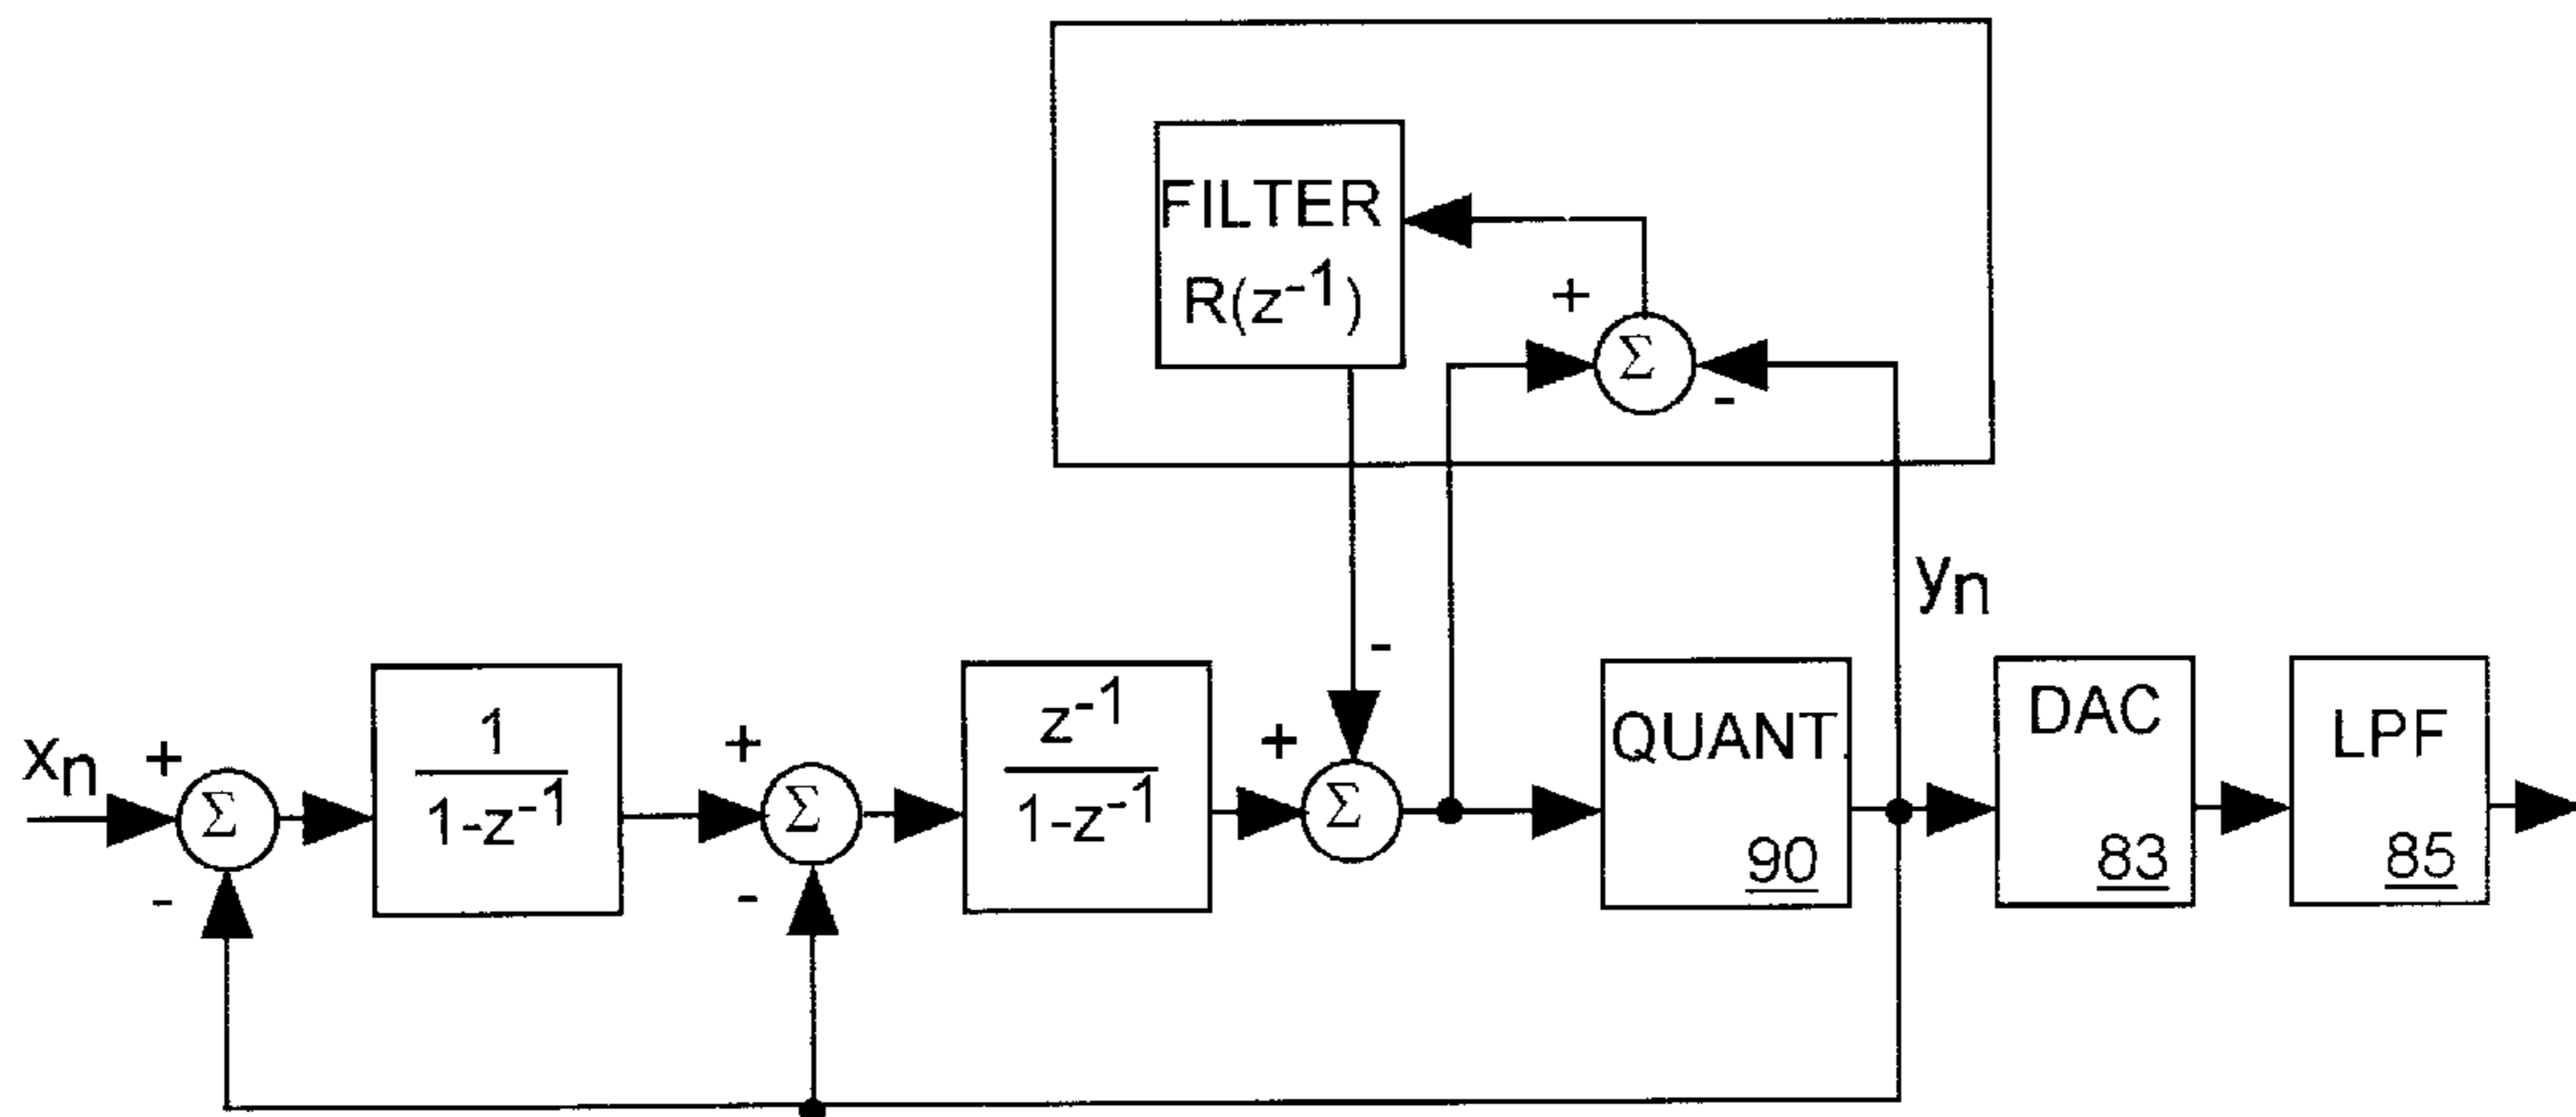 FILTER
R(z⁻¹)
+
Σ
-
yₙ
-
xₙ
+
Σ
-
1
1-z⁻¹
+
Σ
-
z⁻¹
1-z⁻¹
+
Σ
QUANT.
90
DAC
83
LPF
85